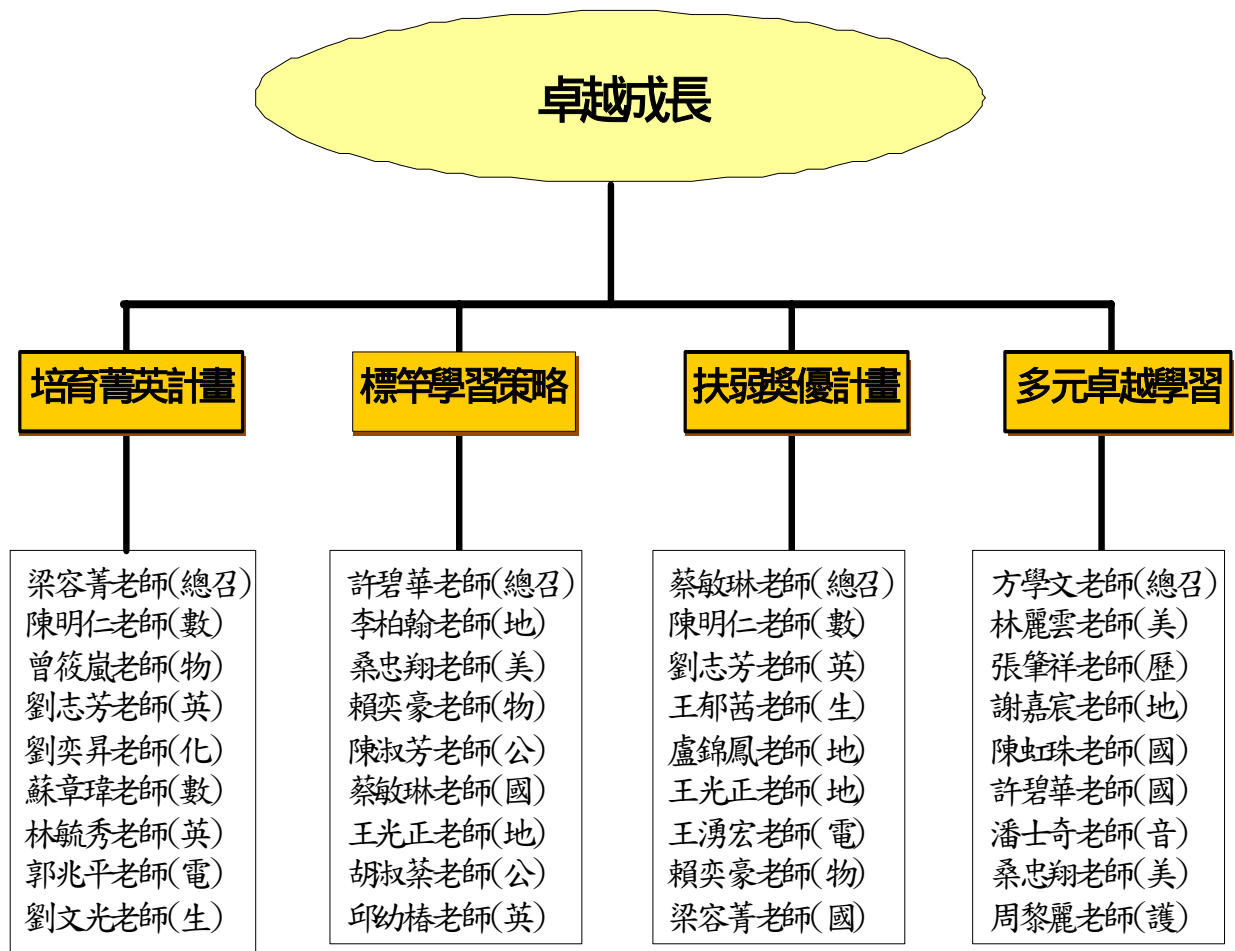 卓越成長
培育菁英計畫
標竿學習策略
扶弱獎優計畫
多元卓越學習
梁容菁老師(總召)
陳明仁老師(數)
曾筱嵐老師(物)
劉志芳老師(英)
劉奕昇老師(化)
蘇章瑋老師(數)
林毓秀老師(英)
郭兆平老師(電)
劉文光老師(生)
許碧華老師(總召)
李柏翰老師(地)
桑忠翔老師(美)
賴奕豪老師(物)
陳淑芳老師(公)
蔡敏琳老師(國)
王光正老師(地)
胡淑棻老師(公)
邱幼椿老師(英)
蔡敏琳老師(總召)
陳明仁老師(數)
劉志芳老師(英)
王郁茜老師(生)
盧錦鳳老師(地)
王光正老師(地)
王湧宏老師(電)
賴奕豪老師(物)
梁容菁老師(國)
方學文老師(總召)
林麗雲老師(美)
張肇祥老師(歷)
謝嘉宸老師(地)
陳虹珠老師(國)
許碧華老師(國)
潘士奇老師(音)
桑忠翔老師(美)
周黎麗老師(護)